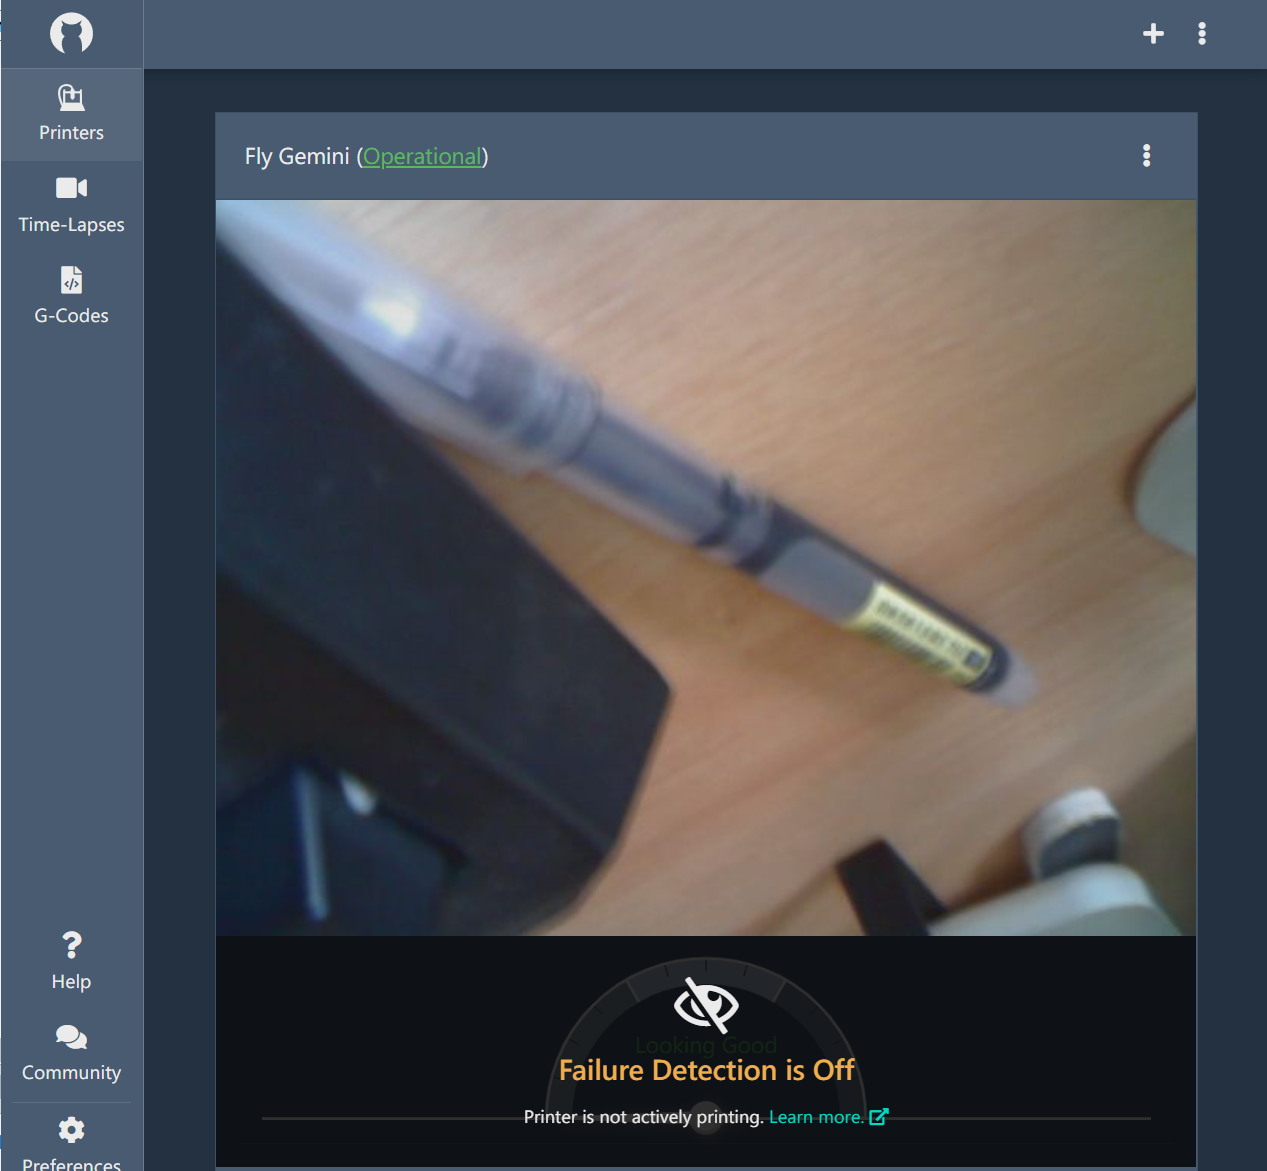 Printers
Time-Lapses
G-Codes
Help
Community
Preferences
Fly Gemini (Operational)
Looking Good
Failure Detection is Off
Printer is not actively printing. Learn more.